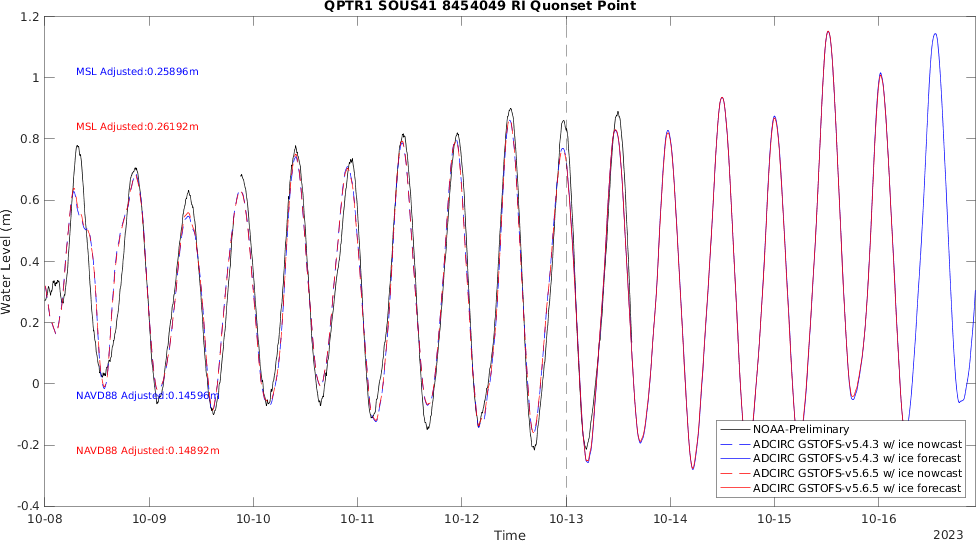 QPTR1 SOUS41 8454049 RI Quonset Point
1.2
1
0.8
0.6
0.4
0.2
0
-0.2
-0.4
Water Level (m)
MSL Adjusted:0.25896m
MSL Adjusted:0.26192m
NAVD88 Adjusted:0.14596m
NAVD88 Adjusted:0.14892m
NOAA-Preliminary
ADCIRC GSTOFS-v5.4.3 w/ ice nowcast
ADCIRC GSTOFS-v5.4.3 w/ ice forecast
ADCIRC GSTOFS-v5.6.5 w/ ice nowcast
ADCIRC GSTOFS-v5.6.5 w/ ice forecast
10-08 10-09 10-10 10-11 10-12 10-13 10-14 10-15 10-16
Time
2023